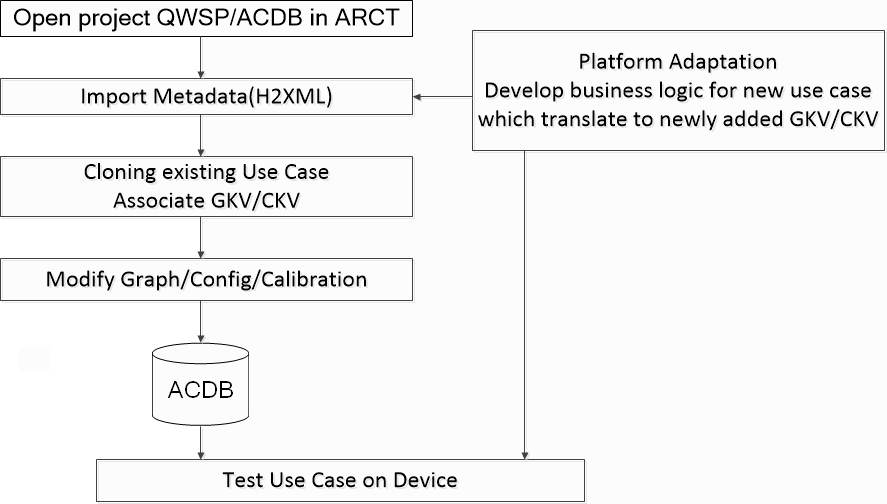 Open project QWSP/ACDB in ARCT
Import Metadata(H2XML)
Platform Adaptation
Develop business logic for new use case
which translate to newly added GKV/CKV
Cloning existing Use Case
Associate GKV/CKV
Modify Graph/Config/Calibration
ACDB
Test Use Case on Device